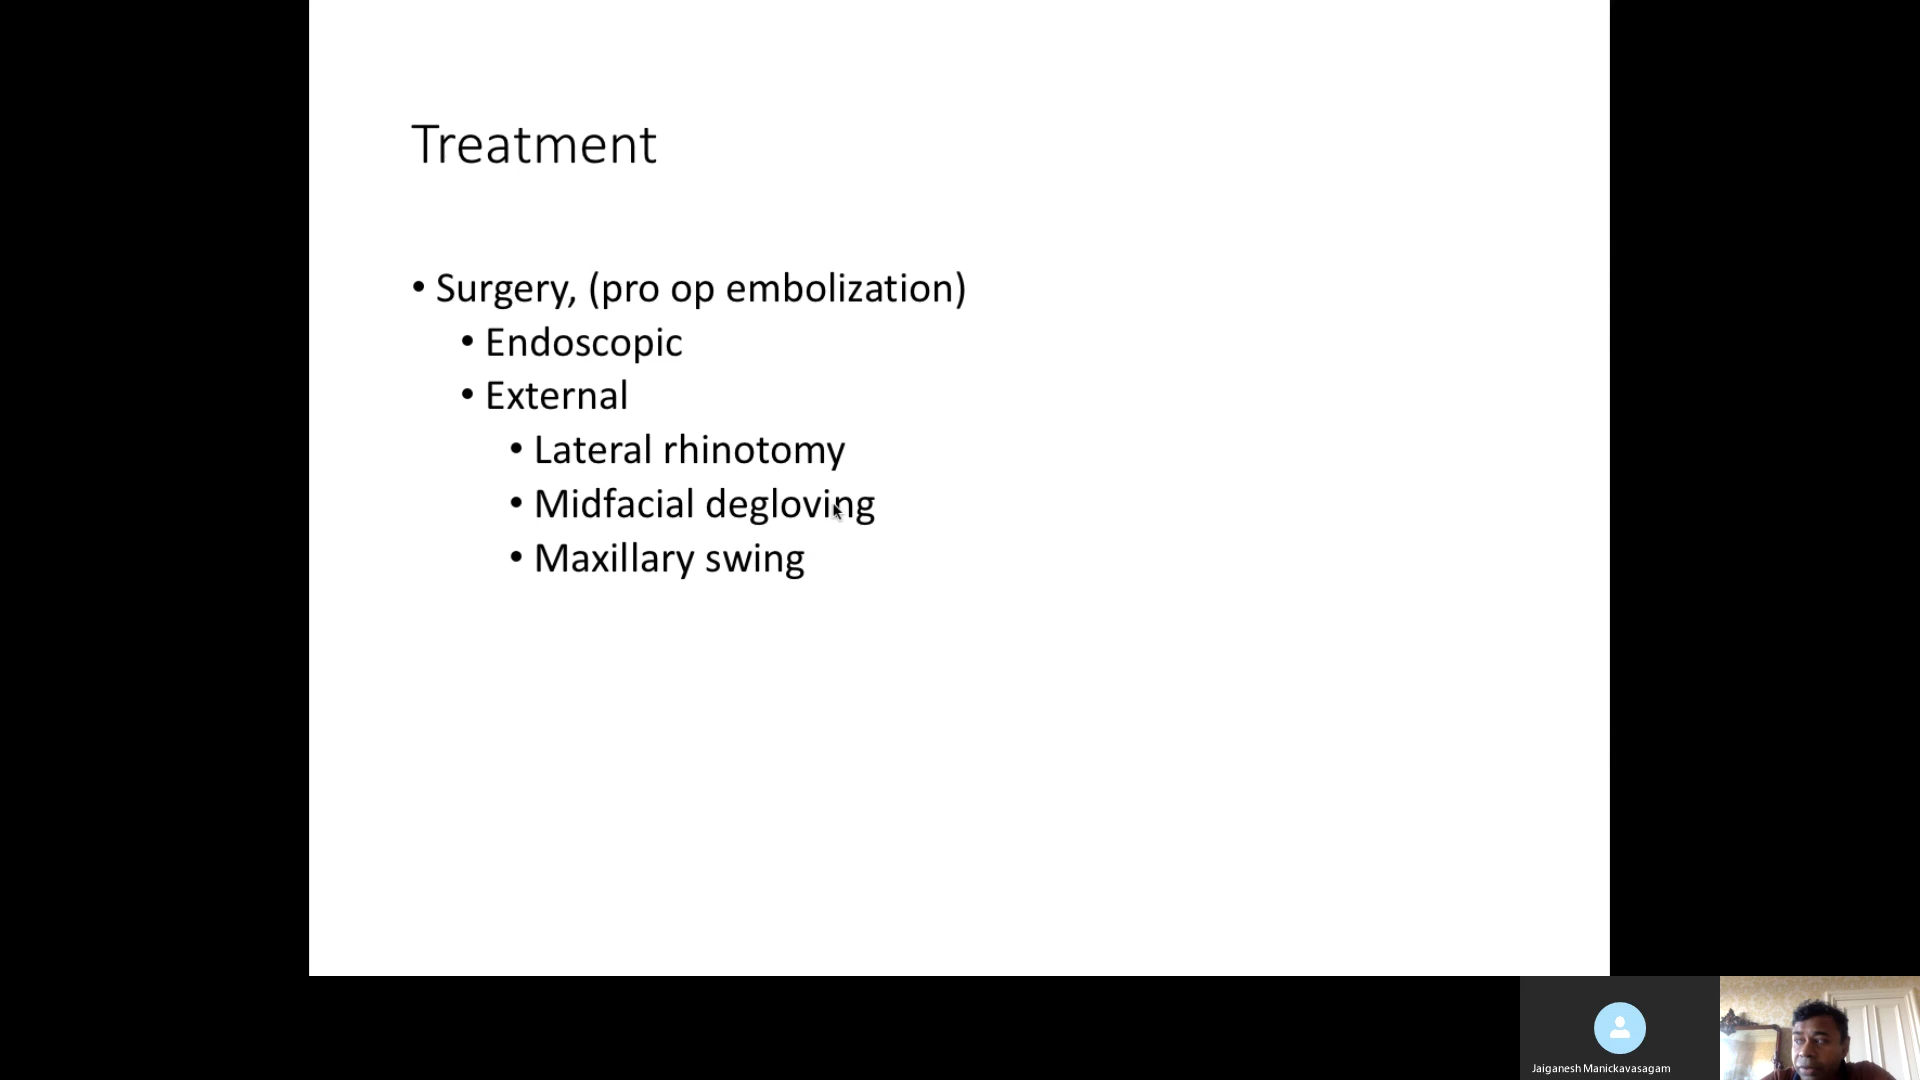 Treatment
• Surgery, (pro op embolization)
• Endoscopic
• External
• Lateral rhinotomy
• Midfacial degloving
• Maxillary swing
Jaiganesh Manickavasagam